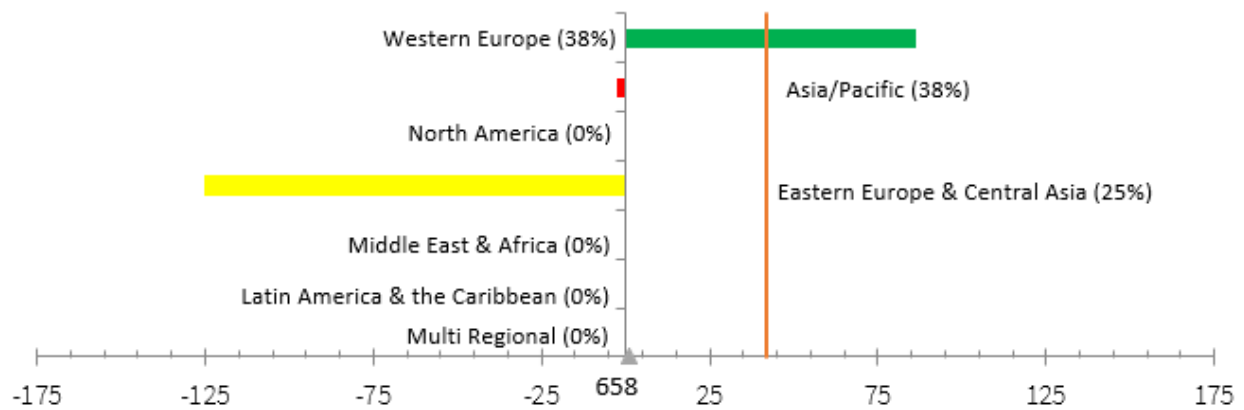 Western Europe (38%)
Asia/Pacific (38%)
North America (0%)
Eastern Europe & Central Asia (25%)
Middle East & Africa (0%)
Latin America & the Caribbean (0%)
Multi Regional (0%)
-175 -125 -75 -25 658 25 75 125 175